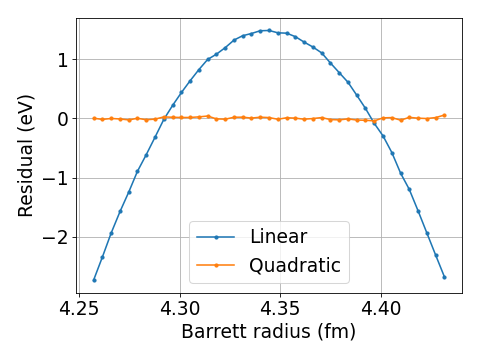 Residual (eV)
1
0
−1
−2
Linear
Quadratic
4.25 4.30 4.35 4.40
Barrett radius (fm)